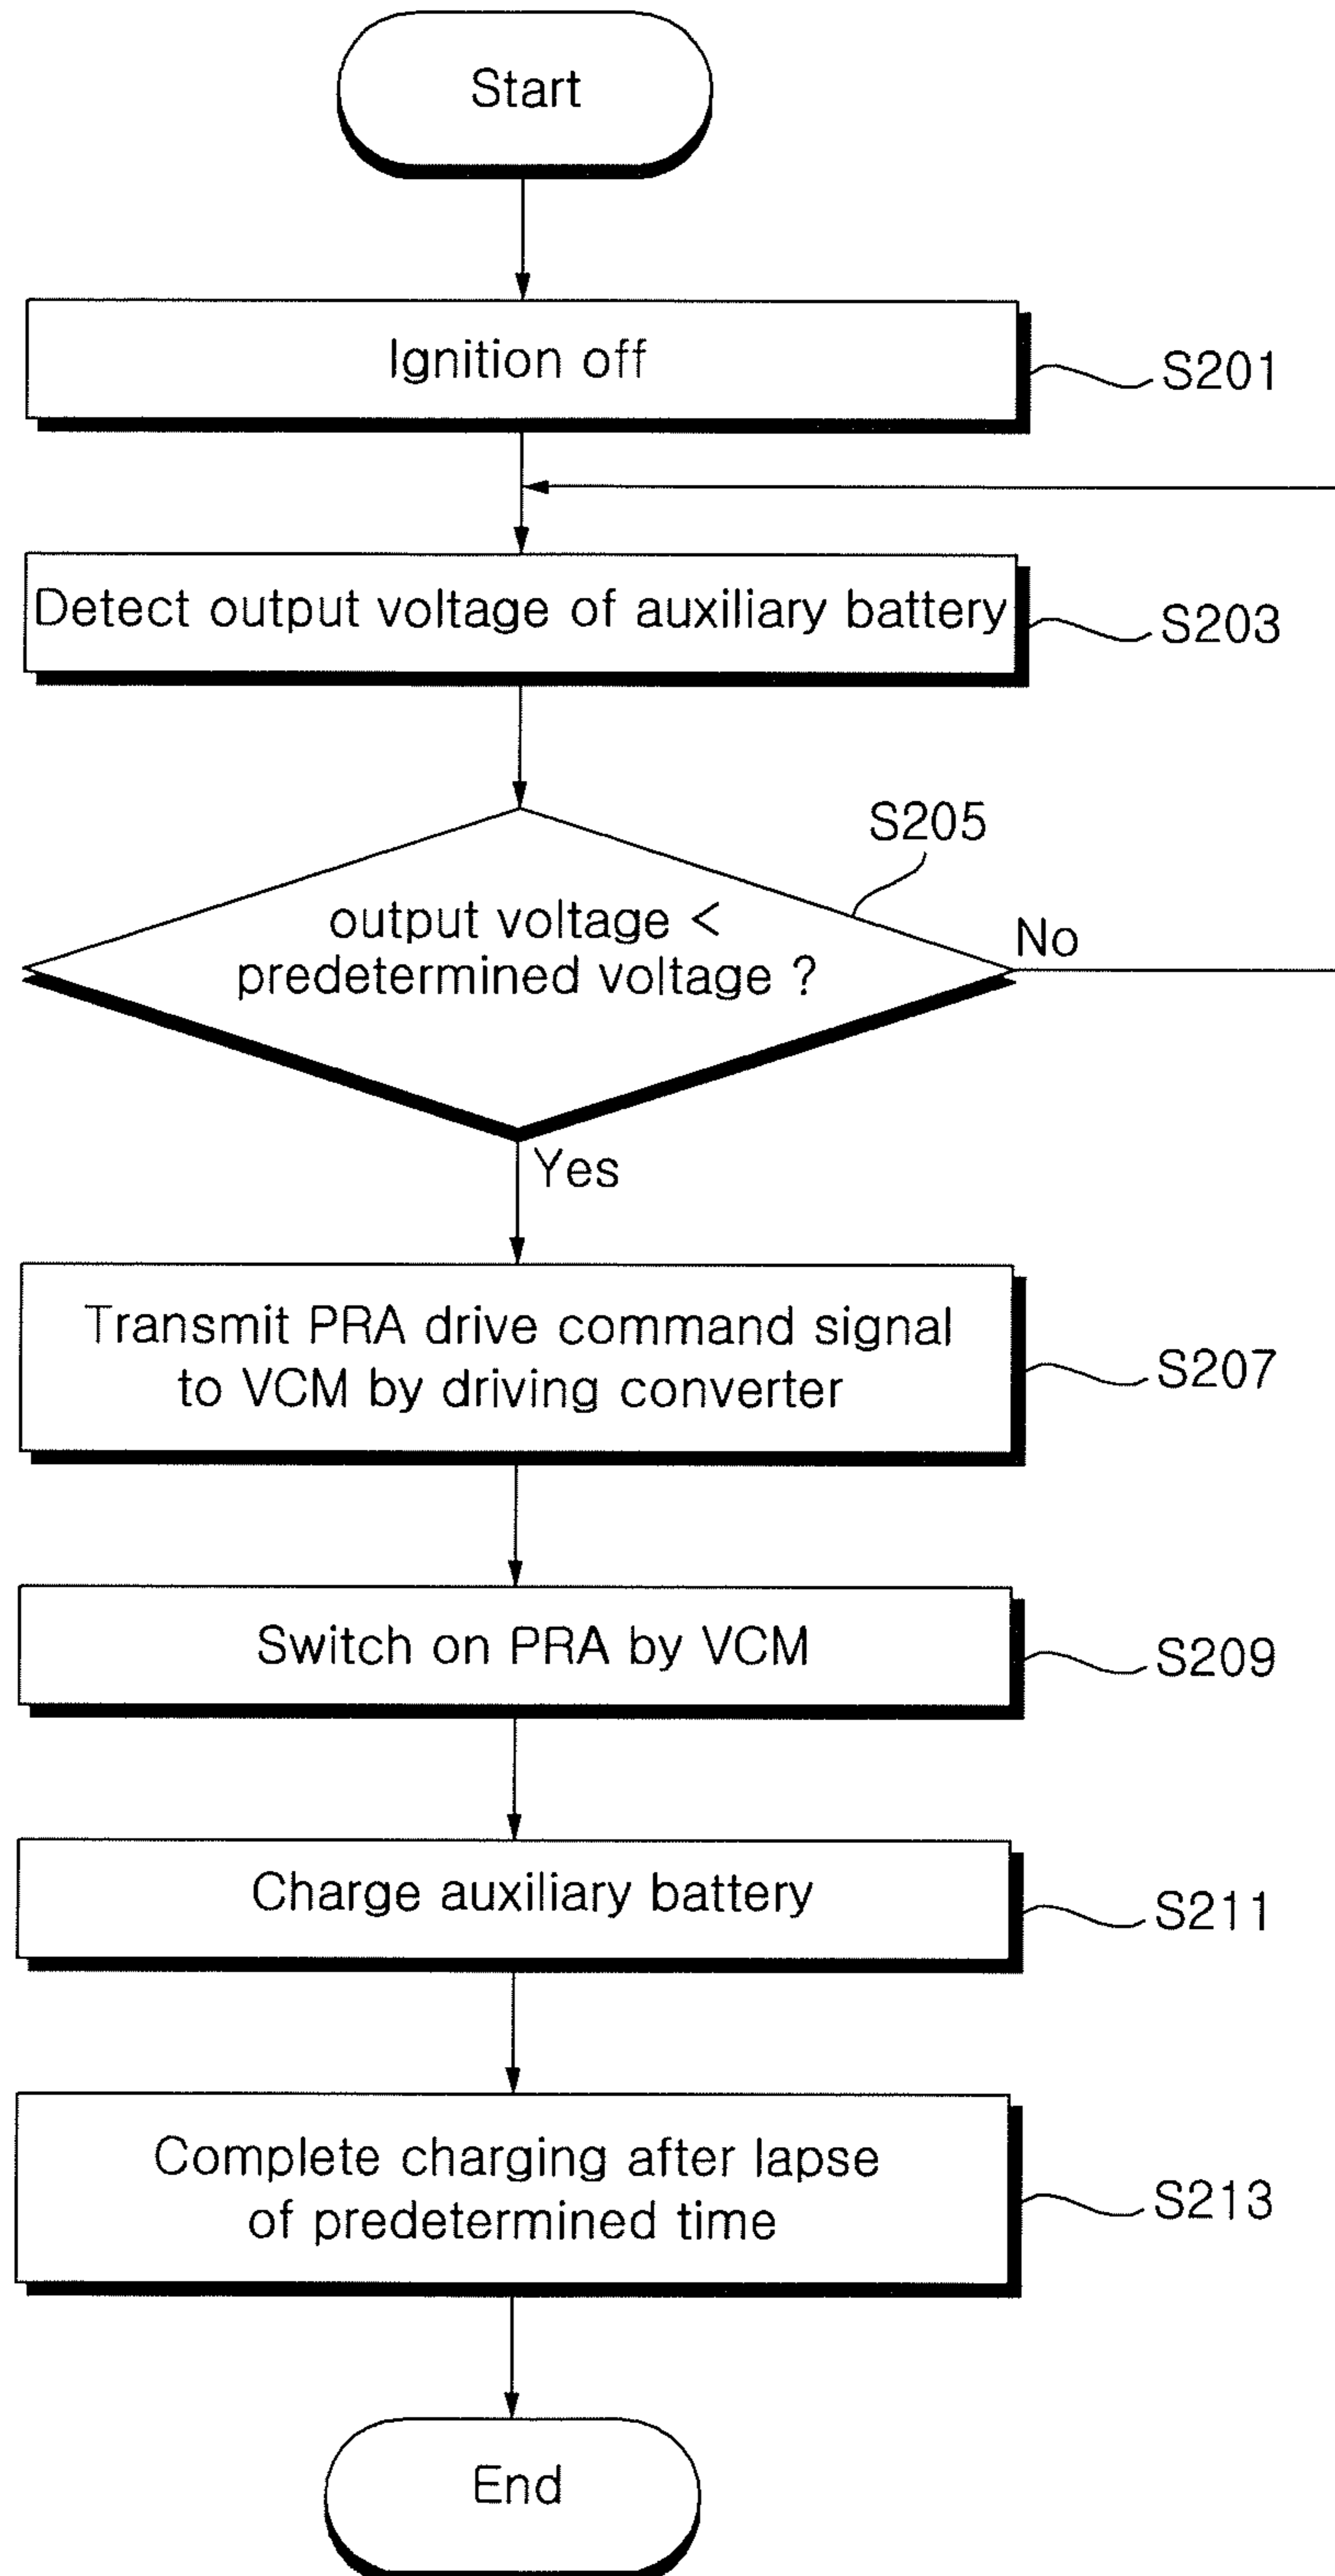 Start
Ignition off
S201
Detect output voltage of auxiliary battery
S203
S205
output voltage <
predetermined voltage ?
No
Yes
Transmit PRA drive command signal
to VCM by driving converter
S207
Switch on PRA by VCM
S209
Charge auxiliary battery
S211
Complete charging after lapse
of predetermined time
S213
End